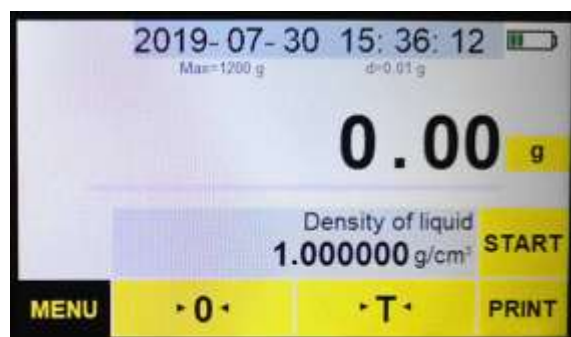 2019-07-30 15:36:12
Max=1200 g d=0.01 g
0.00 g
Density of liquid
1.000000 g/cm³
START
MENU ►0◄ ►T◄ PRINT